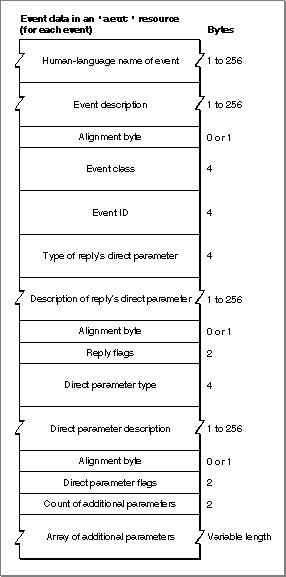 Event data in an 'aeut' resource
(for each event) Bytes
Human-language name of event 1 to 256
Event description 1 to 256
Alignment byte 0 or 1
Event class 4
Event ID 4
Type of reply's direct parameter 4
Description of reply's direct parameter 1 to 256
Alignment byte 0 or 1
Reply flags 2
Direct parameter type 4
Direct parameter description 1 to 256
Alignment byte 0 or 1
Direct parameter flags 2
Count of additional parameters 2
Array of additional parameters Variable length